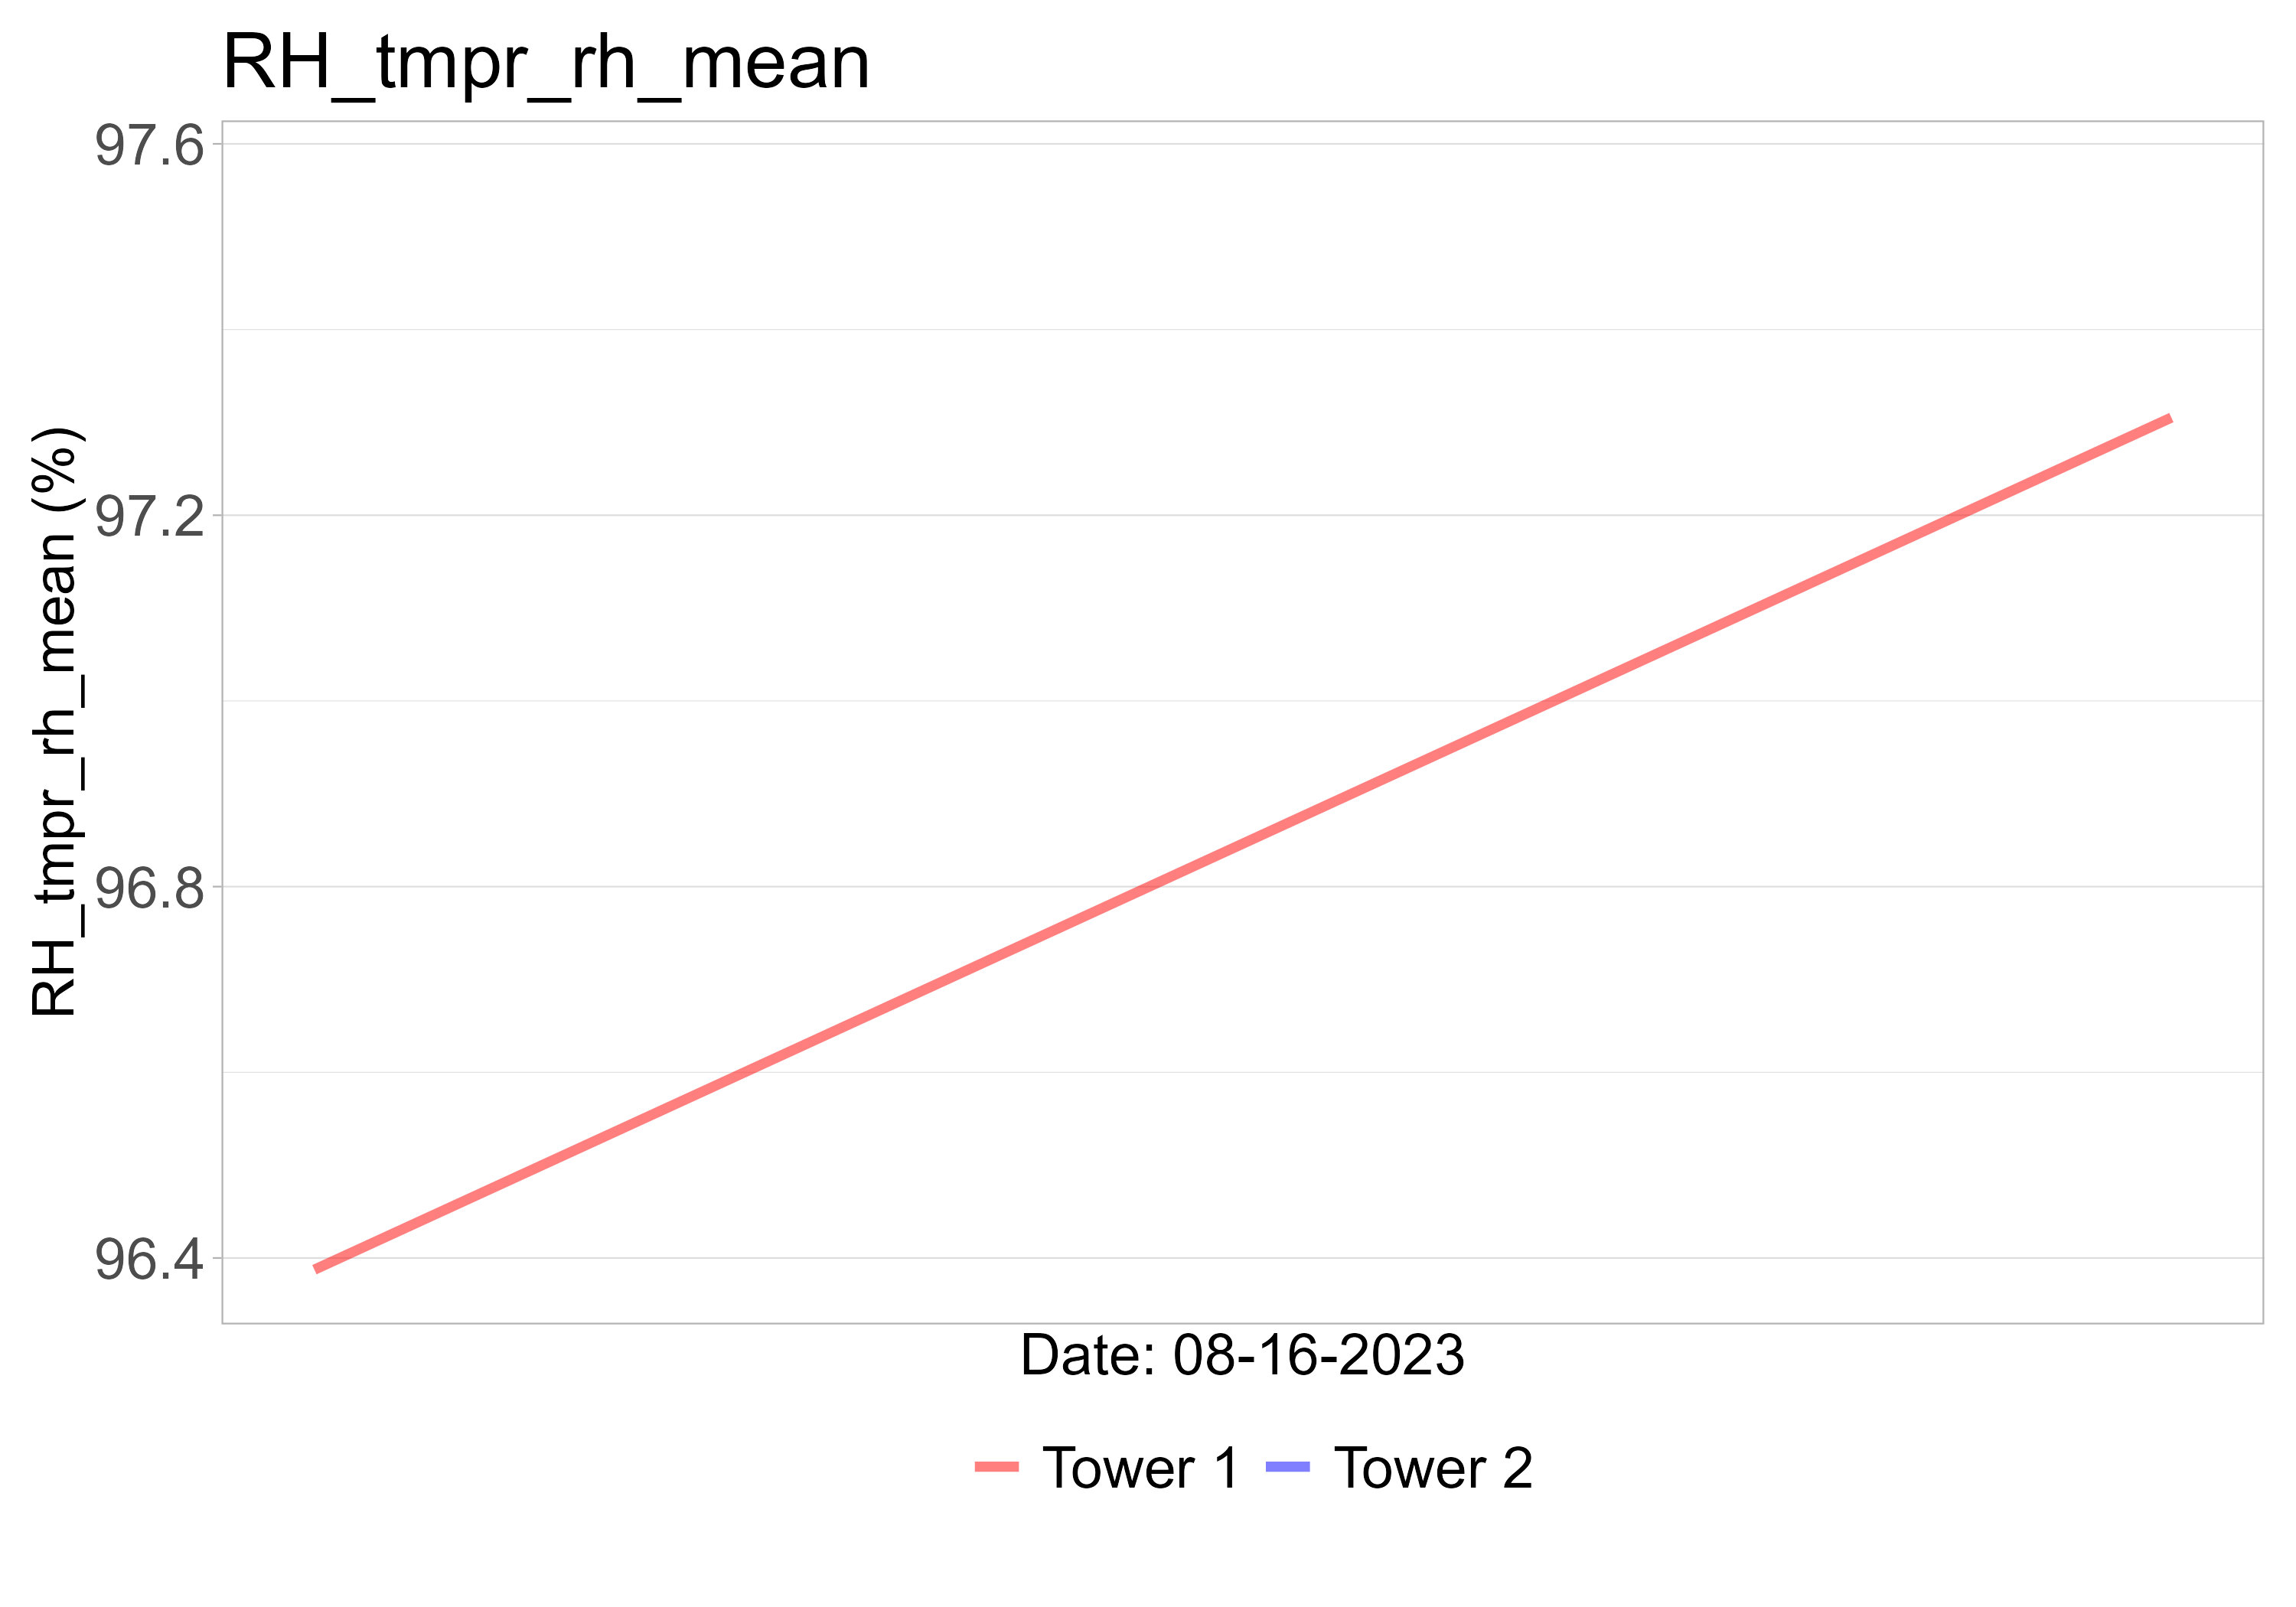 RH_tmpr_rh_mean
97.6
97.2
96.8
96.4
RH_tmpr_rh_mean (%)
Date: 08-16-2023
Tower 1
Tower 2